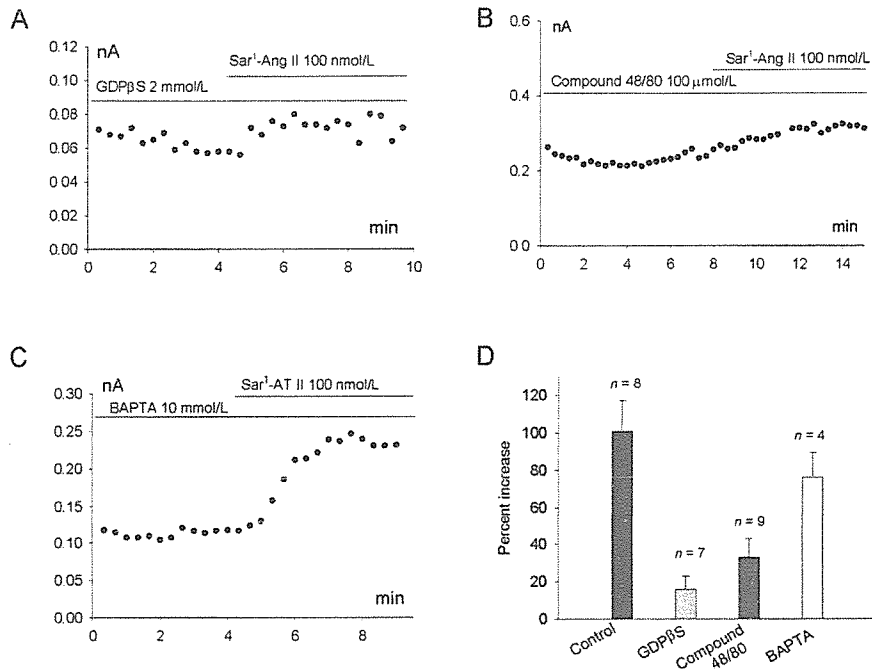 A
nA
0.12
0.10
0.08
0.06
0.04
0.02
0.00
Sar¹-Ang II 100 nmol/L
GDPβS 2 mmol/L
min
0 2 4 6 8 10
B
nA
0.6
0.4
0.2
0.0
Sar¹-Ang II 100 nmol/L
Compound 48/80 100 μmol/L
min
0 2 4 6 8 10 12 14
C
nA
0.30
0.25
0.20
0.15
0.10
0.05
0.00
Sar¹-AT II 100 nmol/L
BAPTA 10 mmol/L
min
0 2 4 6 8
D
Percent increase
120
100
80
60
40
20
0
n = 8
n = 7
n = 9
n = 4
Control
GDPβS
Compound
48/80
BAPTA